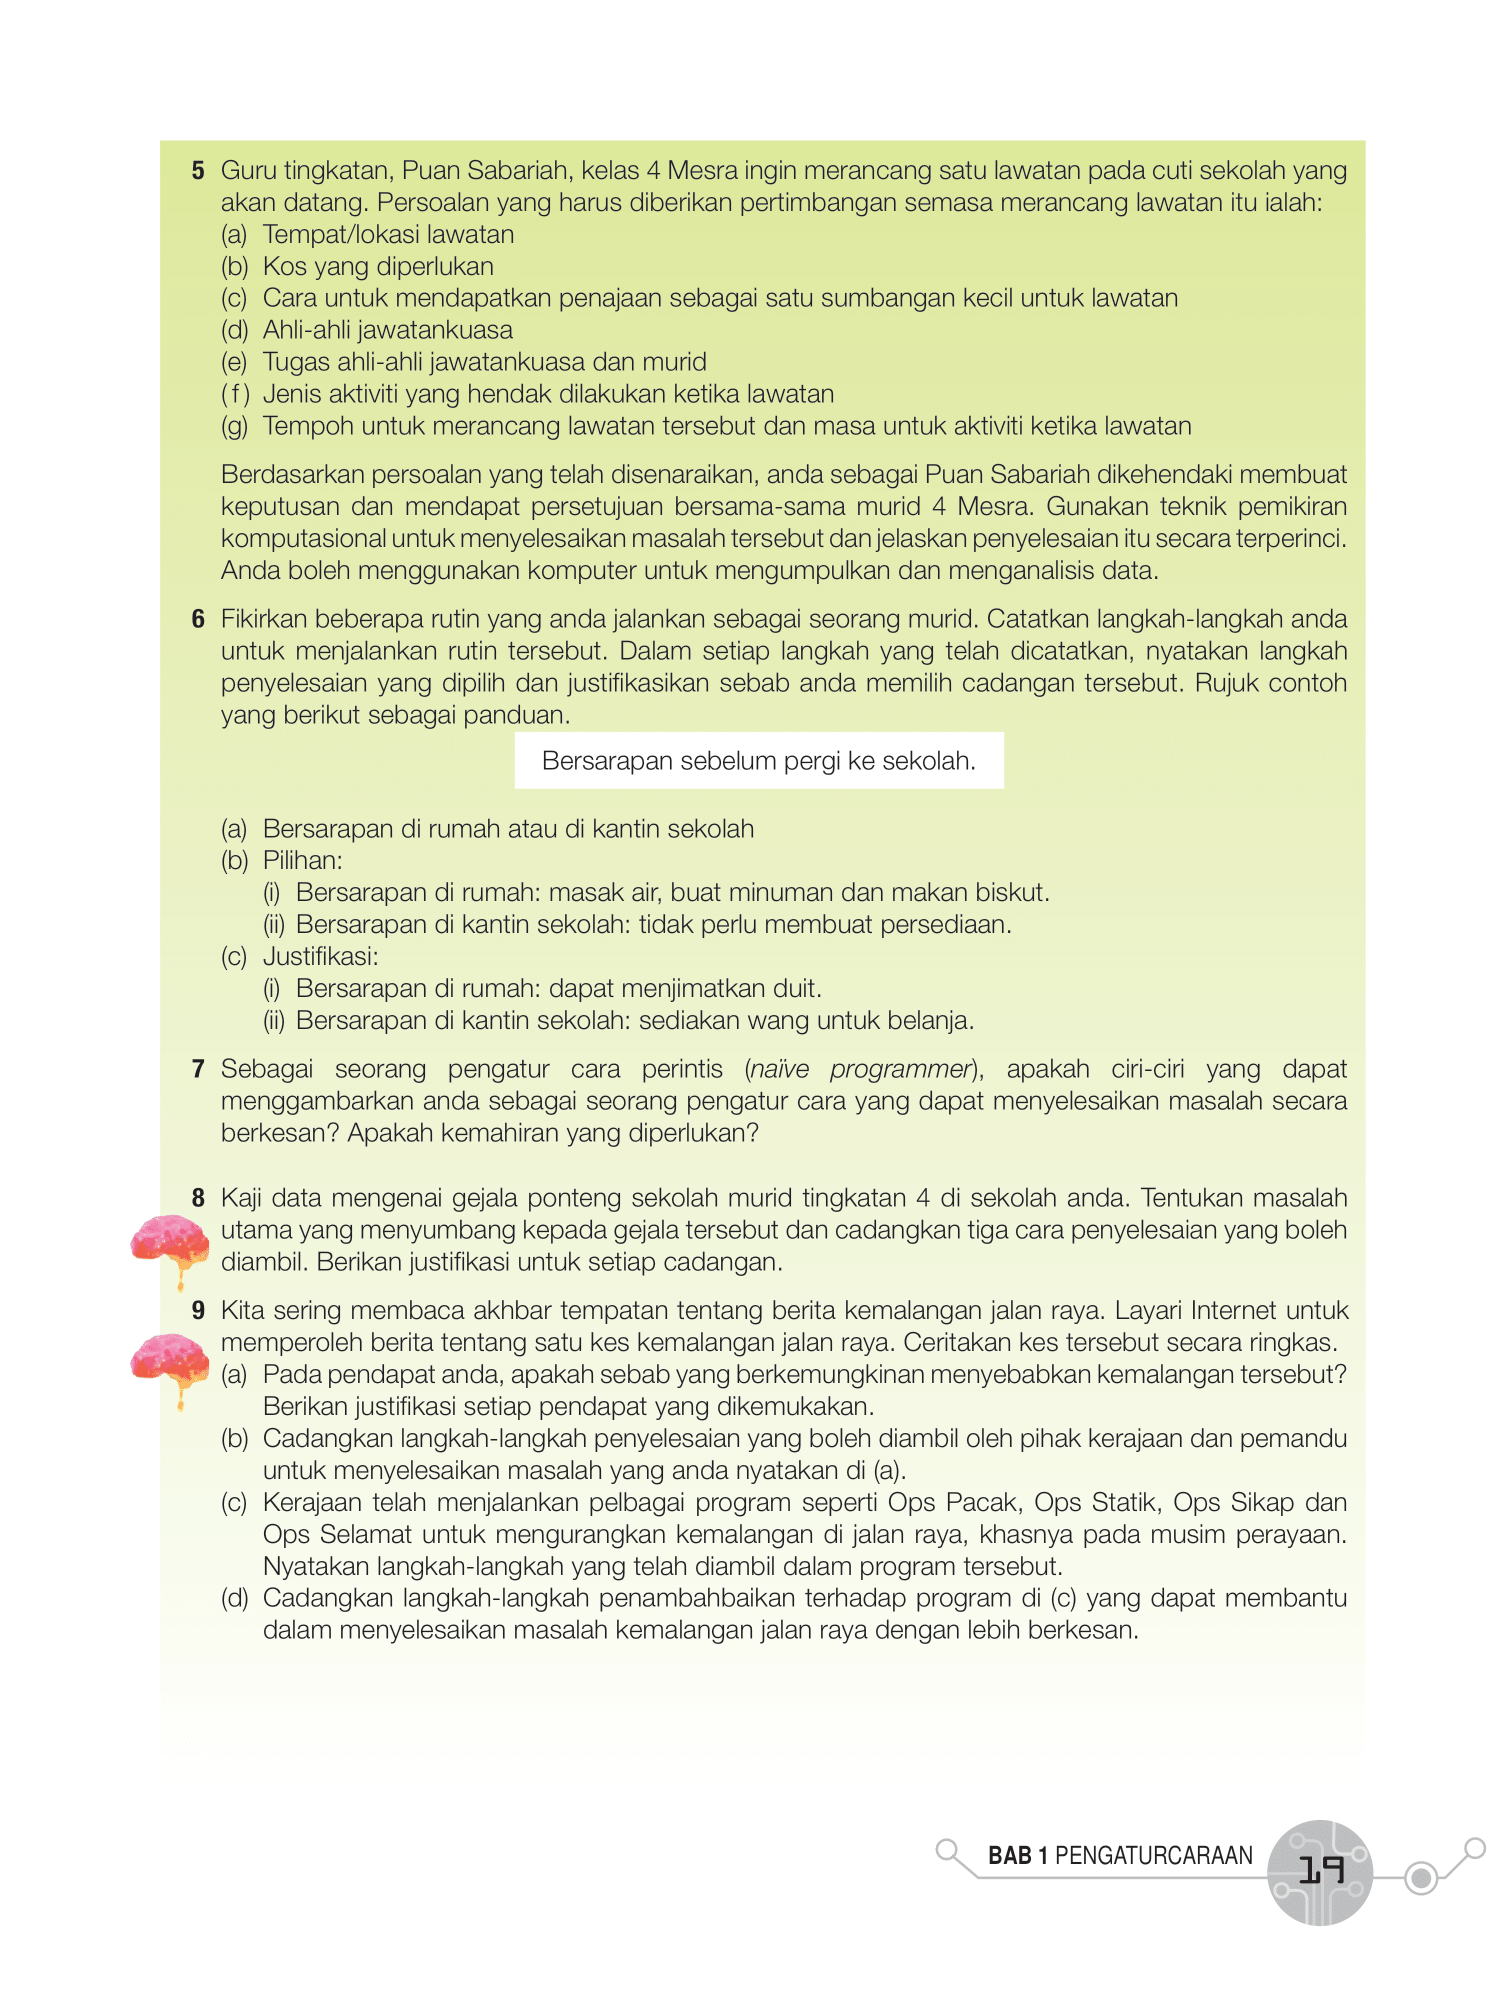 5 Guru tingkatan, Puan Sabariah, kelas 4 Mesra ingin merancang satu lawatan pada cuti sekolah yang
akan datang. Persoalan yang harus diberikan pertimbangan semasa merancang lawatan itu ialah:
(a) Tempat/lokasi lawatan
(b) Kos yang diperlukan
(c) Cara untuk mendapatkan penajaan sebagai satu sumbangan kecil untuk lawatan
(d) Ahli-ahli jawatankuasa
(e) Tugas ahli-ahli jawatankuasa dan murid
(f) Jenis aktiviti yang hendak dilakukan ketika lawatan
(g) Tempoh untuk merancang lawatan tersebut dan masa untuk aktiviti ketika lawatan
Berdasarkan persoalan yang telah disenaraikan, anda sebagai Puan Sabariah dikehendaki membuat
keputusan dan mendapat persetujuan bersama-sama murid 4 Mesra. Gunakan teknik pemikiran
komputasional untuk menyelesaikan masalah tersebut dan jelaskan penyelesaian itu secara terperinci.
Anda boleh menggunakan komputer untuk mengumpulkan dan menganalisis data.
6 Fikirkan beberapa rutin yang anda jalankan sebagai seorang murid. Catatkan langkah-langkah anda
untuk menjalankan rutin tersebut. Dalam setiap langkah yang telah dicatatkan, nyatakan langkah
penyelesaian yang dipilih dan justifikasikan sebab anda memilih cadangan tersebut. Rujuk contoh
yang berikut sebagai panduan.
Bersarapan sebelum pergi ke sekolah.
(a) Bersarapan di rumah atau di kantin sekolah
(b) Pilihan:
(i) Bersarapan di rumah: masak air, buat minuman dan makan biskut.
(ii) Bersarapan di kantin sekolah: tidak perlu membuat persediaan.
(c) Justifikasi:
(i) Bersarapan di rumah: dapat menjimatkan duit.
(ii) Bersarapan di kantin sekolah: sediakan wang untuk belanja.
7 Sebagai seorang pengatur cara perintis (naïve programmer), apakah ciri-ciri yang dapat
menggambarkan anda sebagai seorang pengatur cara yang dapat menyelesaikan masalah secara
berkesan? Apakah kemahiran yang diperlukan?
8 Kaji data mengenai gejala ponteng sekolah murid tingkatan 4 di sekolah anda. Tentukan masalah
utama yang menyumbang kepada gejala tersebut dan cadangkan tiga cara penyelesaian yang boleh
diambil. Berikan justifikasi untuk setiap cadangan.
9 Kita sering membaca akhbar tempatan tentang berita kemalangan jalan raya. Layari Internet untuk
memperoleh berita tentang satu kes kemalangan jalan raya. Ceritakan kes tersebut secara ringkas.
(a) Pada pendapat anda, apakah sebab yang berkemungkinan menyebabkan kemalangan tersebut?
Berikan justifikasi setiap pendapat yang dikemukakan.
(b) Cadangkan langkah-langkah penyelesaian yang boleh diambil oleh pihak kerajaan dan pemandu
untuk menyelesaikan masalah yang anda nyatakan di (a).
(c) Kerajaan telah menjalankan pelbagai program seperti Ops Pacak, Ops Statik, Ops Sikap dan
Ops Selamat untuk mengurangkan kemalangan di jalan raya, khasnya pada musim perayaan.
Nyatakan langkah-langkah yang telah diambil dalam program tersebut.
(d) Cadangkan langkah-langkah penambahbaikan terhadap program di (c) yang dapat membantu
dalam menyelesaikan masalah kemalangan jalan raya dengan lebih berkesan.
BAB 1 PENGATURCARAAN 19